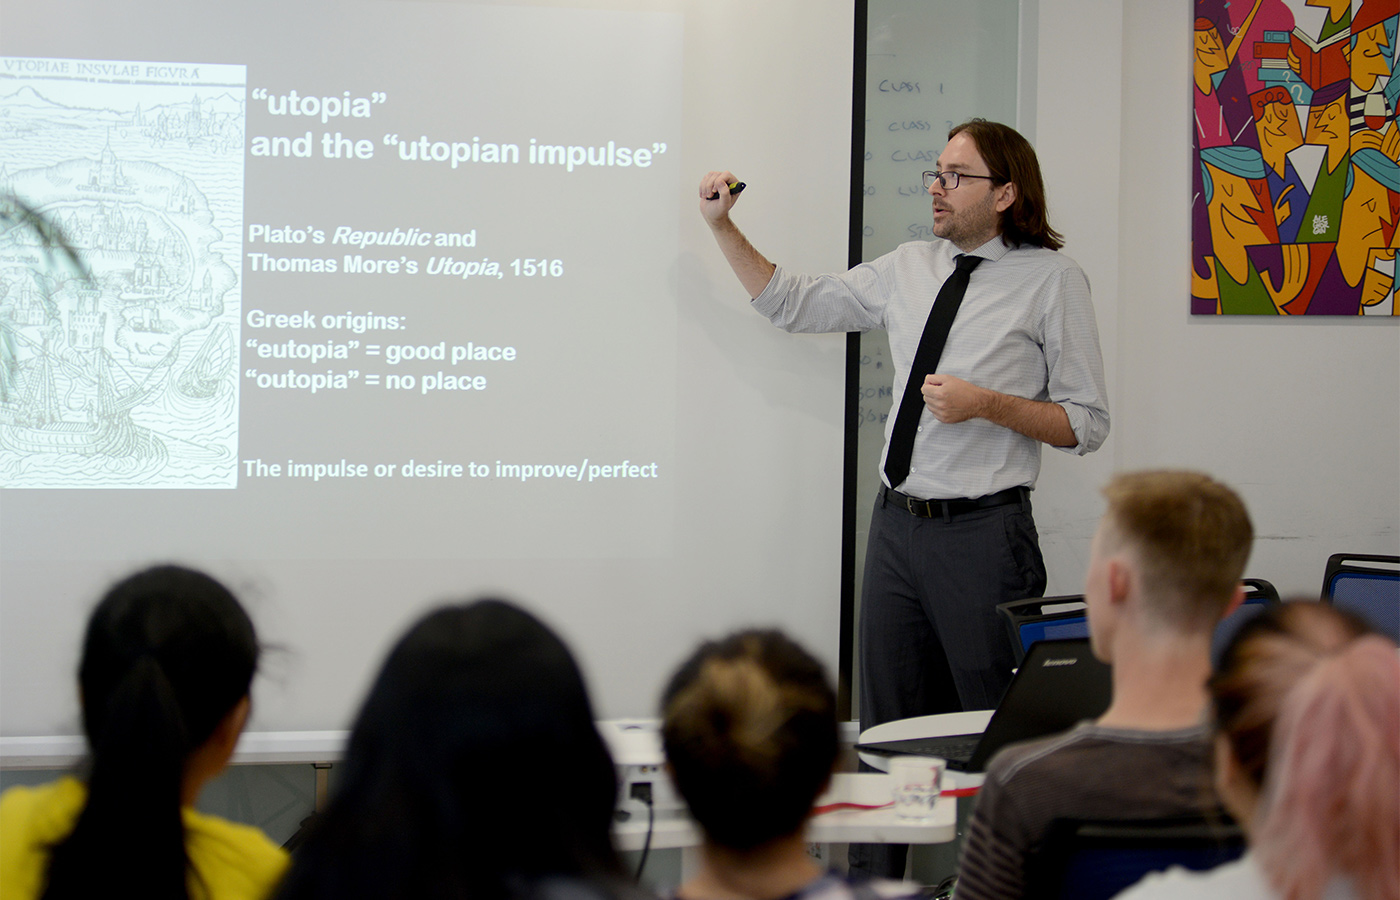 VTOPIAE INSVLAE FIGVRA
“utopia”
and the “utopian impulse”
Plato’s Republic and
Thomas More’s Utopia, 1516
Greek origins:
“eutopia” = good place
“outopia” = no place
The impulse or desire to improve/perfect
CLASS 1
CLASS
CLASS
lenovo